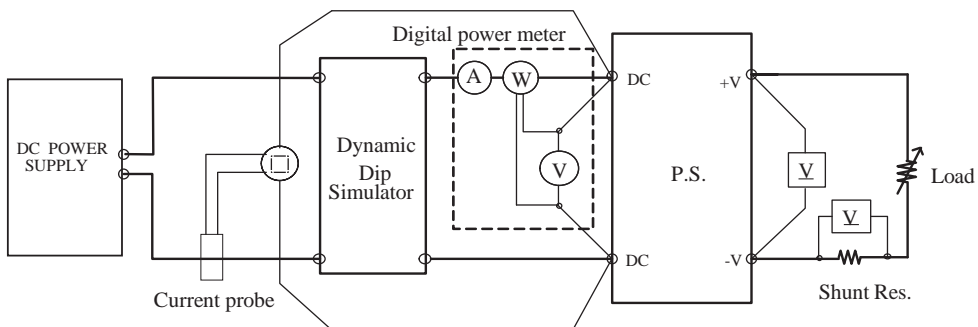 Digital power meter
A
W
DC
+V
DC POWER
SUPPLY
Dynamic
Dip
Simulator
V
P.S.
V
Load
V
DC
-V
Current probe
Shunt Res.